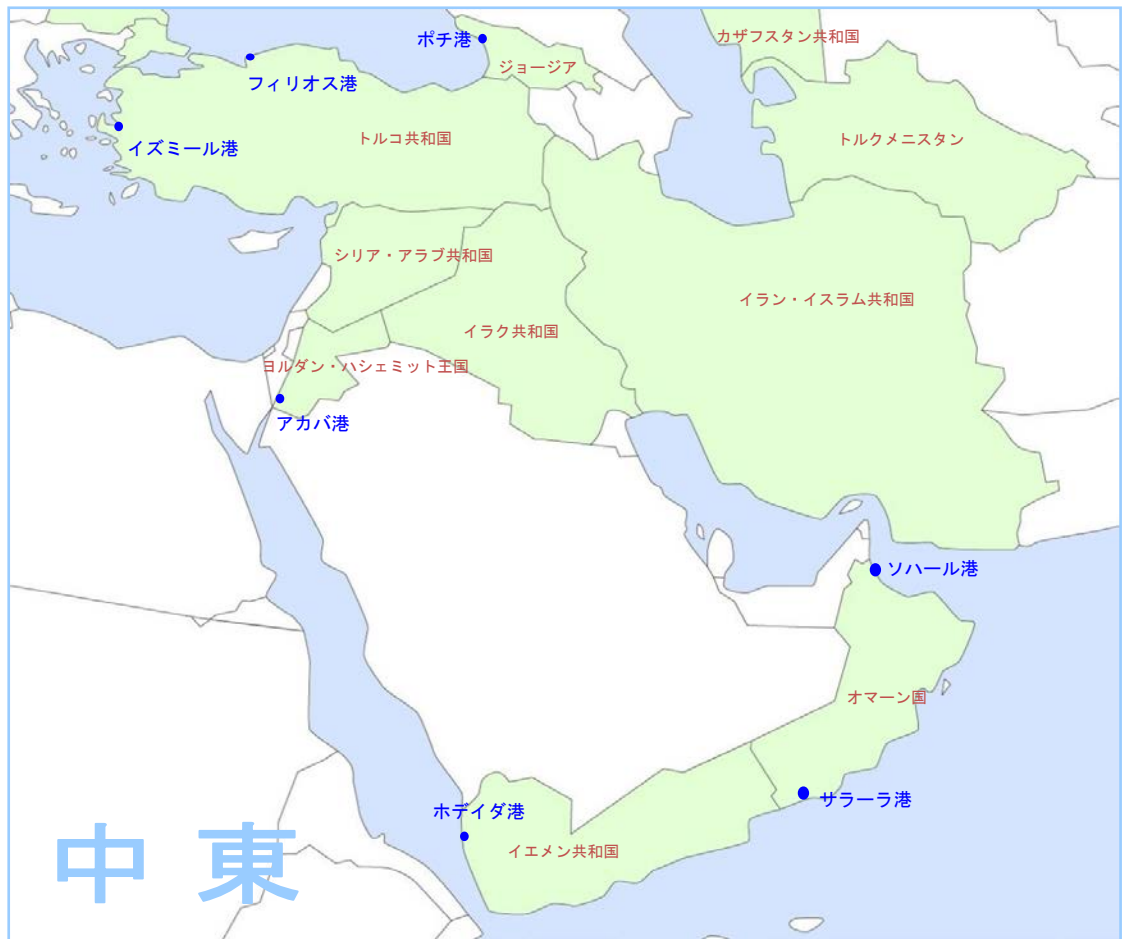 カザフスタン共和国
ポチ港
ジョージア
フィリオス港
トルコ共和国
トルクメニスタン
イズミール港
シリア・アラブ共和国
イラン・イスラム共和国
イラク共和国
ヨルダン・ハシェミット王国
アカバ港
ソハール港
オマーン国
サラーラ港
ホデイダ港
イエメン共和国
中東